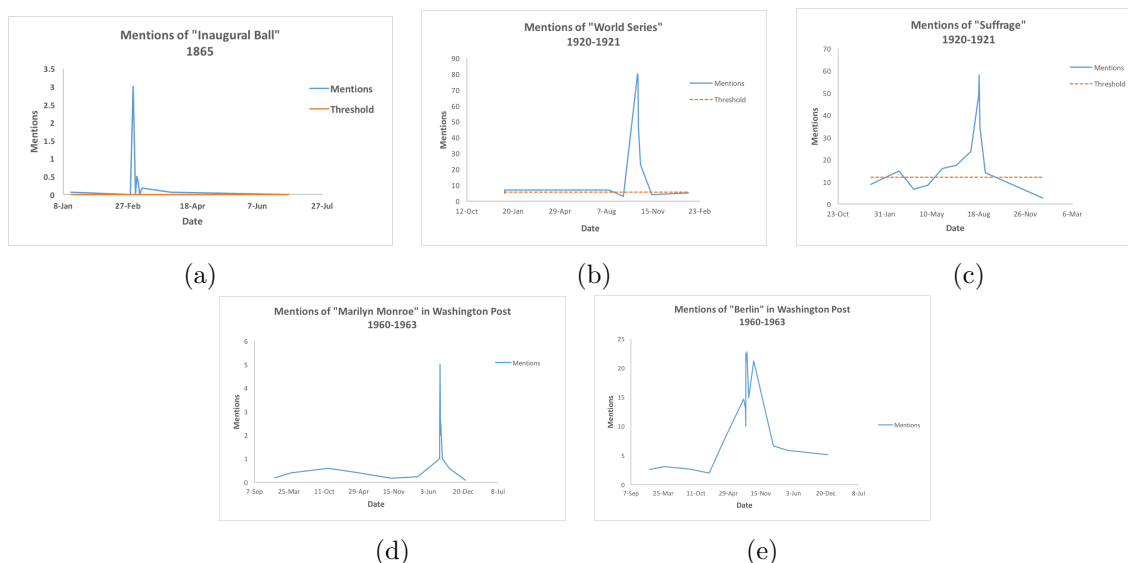 Mentions of "Inaugural Ball"
1865
3.5
3
2.5
2
1.5
1
0.5
0
Mentions
8-Jan 27-Feb 18-Apr 7-Jun 27-Jul
Date
Mentions
Threshold
(a)
Mentions of "World Series"
1920-1921
90
80
70
60
50
40
30
20
10
0
Mentions
12-Oct 20-Jan 29-Apr 7-Aug 15-Nov 23-Feb
Date
Mentions
Threshold
(b)
Mentions of "Suffrage"
1920-1921
70
60
50
40
30
20
10
0
Mentions
23-Oct 31-Jan 10-May 18-Aug 26-Nov 6-Mar
Date
Mentions
Threshold
(c)
Mentions of "Marilyn Monroe" in Washington Post
1960-1963
6
5
4
3
2
1
0
Mentions
7-Sep 25-Mar 11-Oct 29-Apr 15-Nov 3-Jun 20-Dec 8-Jul
Date
Mentions
(d)
Mentions of "Berlin" in Washington Post
1960-1963
25
20
15
10
5
0
Mentions
7-Sep 25-Mar 11-Oct 29-Apr 15-Nov 3-Jun 20-Dec 8-Jul
Date
Mentions
(e)